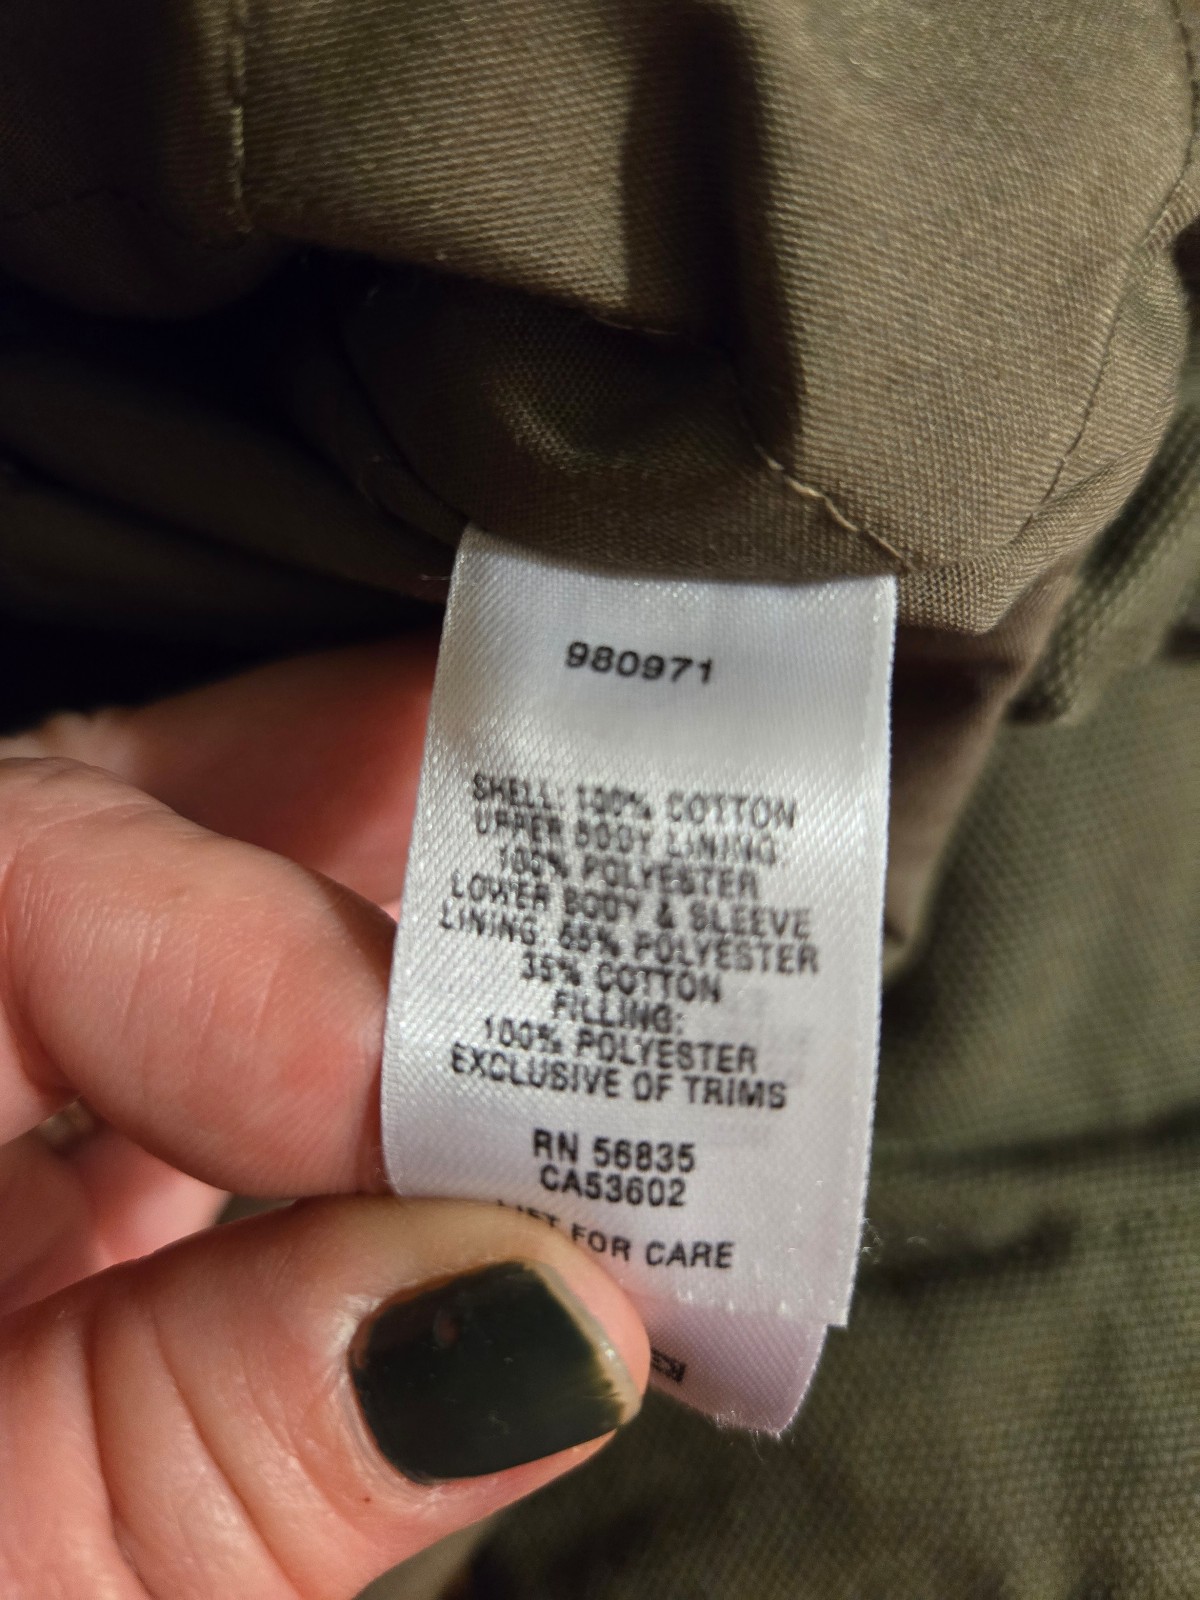 980971
SHELL: 100% COTTON
UPPER BODY LINING:
100% POLYESTER
LOWER BODY & SLEEVE
LINING: 65% POLYESTER
35% COTTON
FILLING:
100% POLYESTER
EXCLUSIVE OF TRIMS
RN 56835
CA53602
FOR CARE